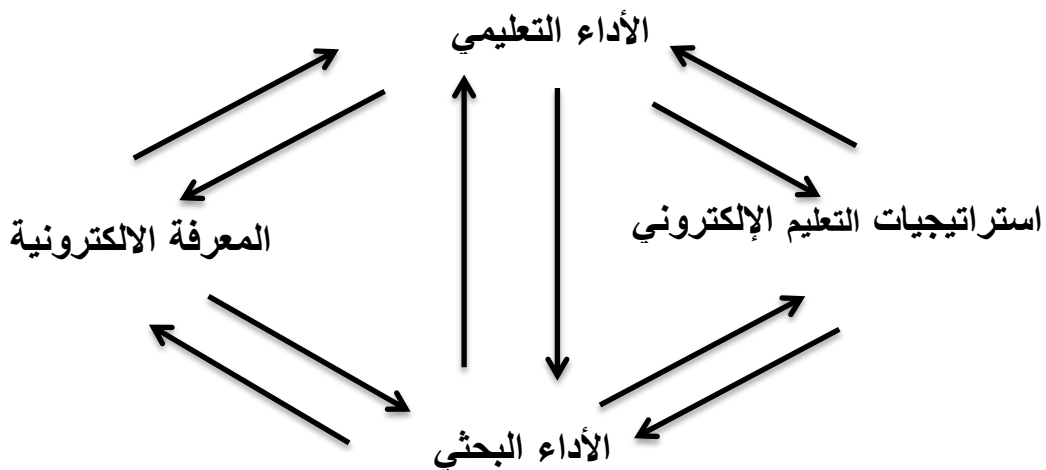 الأداء التعليمي
استراتيجيات التعليم الإلكتروني
المعرفة الالكترونية
الأداء البحثي